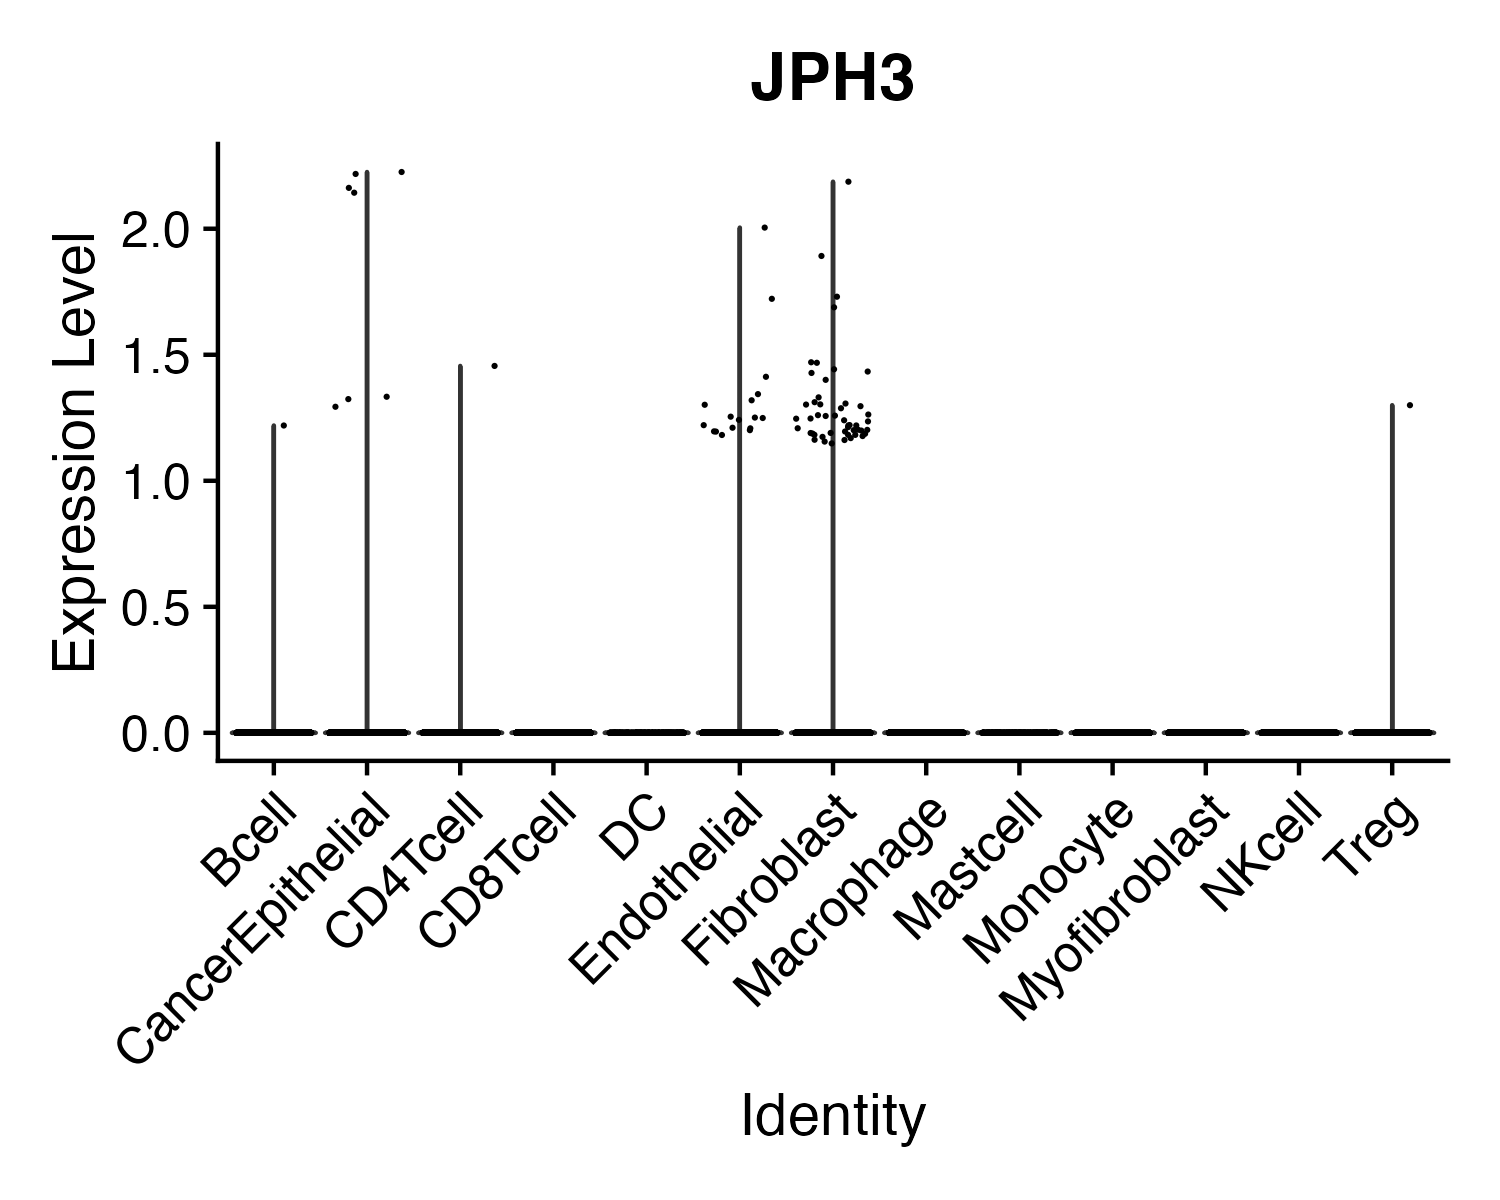 JPH3
Expression Level
2.0
1.5
1.0
0.5
0.0
Bcell
CancerEpithelial
CD4Tcell
CD8Tcell
DC
Endothelial
Fibroblast
Macrophage
Mastcell
Monocyte
Myofibroblast
NKcell
Treg
Identity